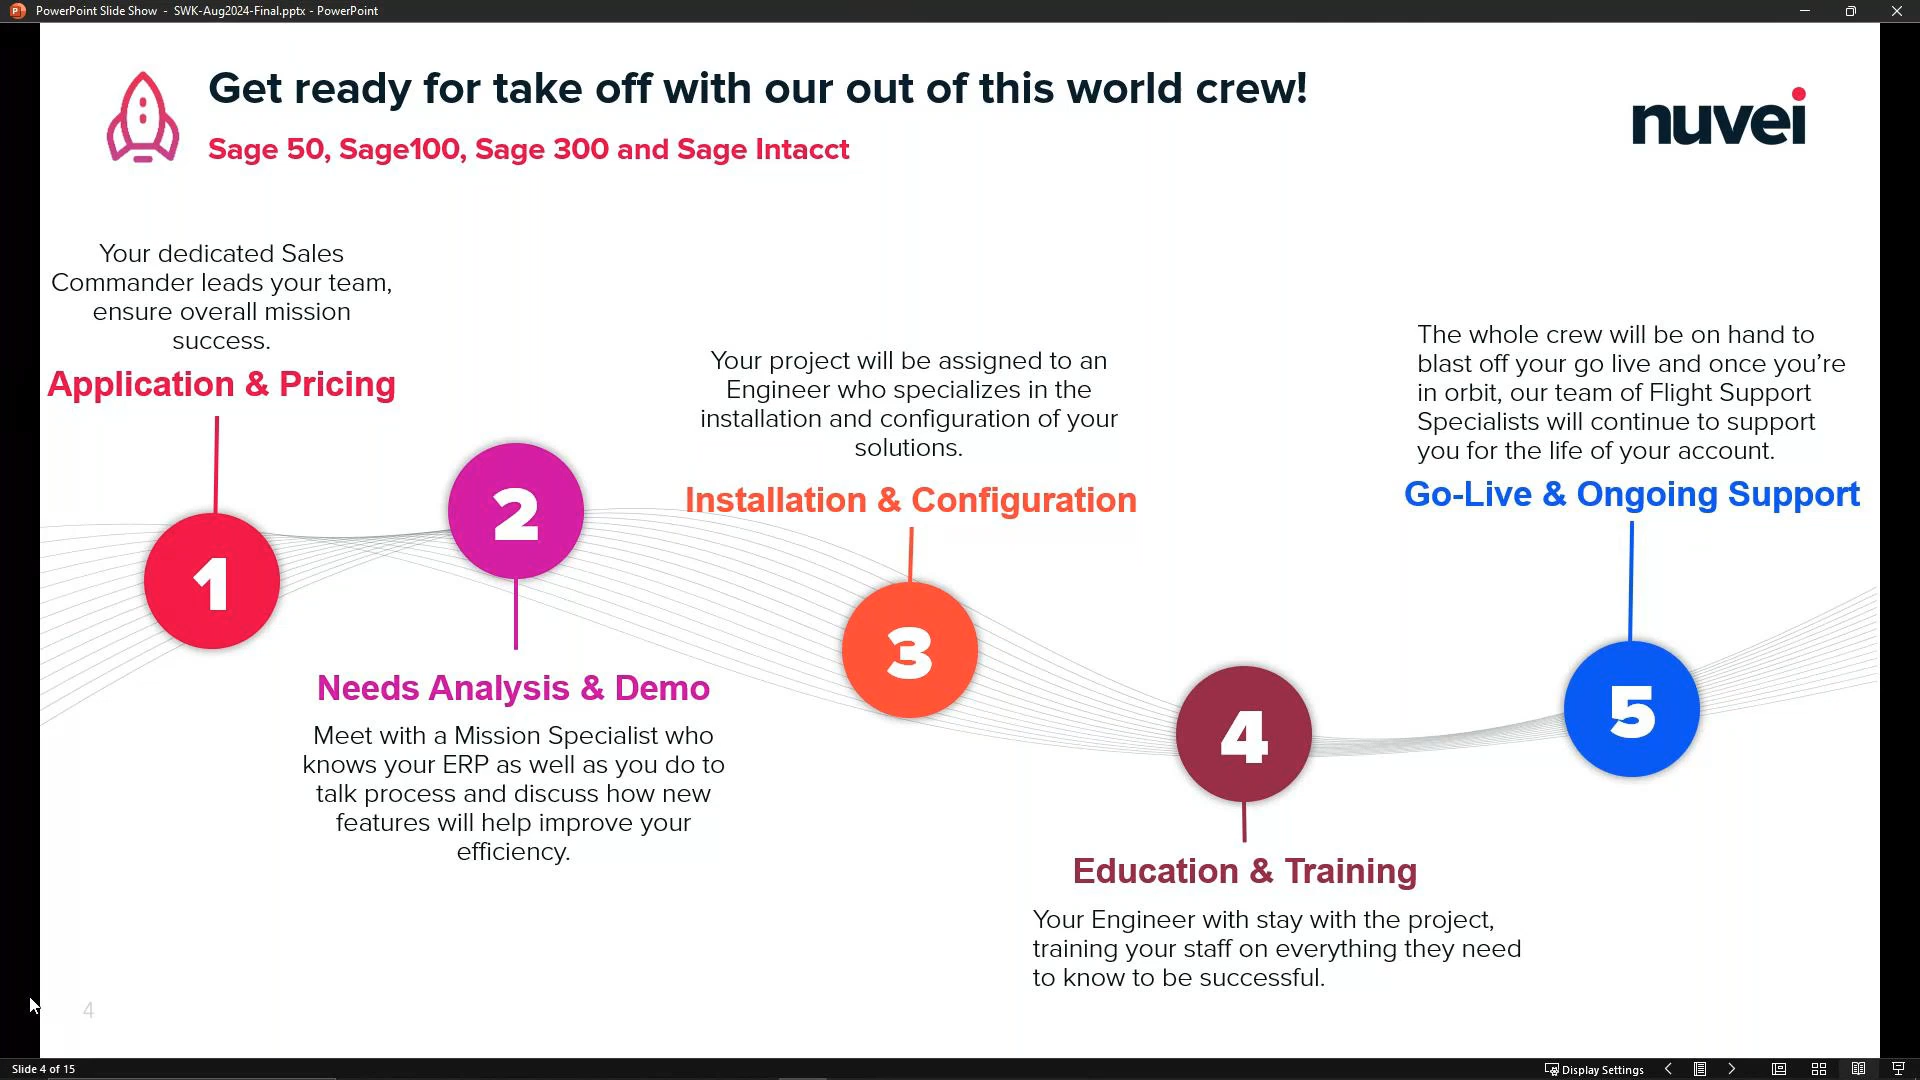 PowerPoint Slide Show - SWK-Aug2024-Final.pptx - PowerPoint
Get ready for take off with our out of this world crew!
Sage 50, Sage100, Sage 300 and Sage Intacct
nuvei
Your dedicated Sales
Commander leads your team,
ensure overall mission
success.
Application & Pricing
1
2
Needs Analysis & Demo
Meet with a Mission Specialist who
knows your ERP as well as you do to
talk process and discuss how new
features will help improve your
efficiency.
Your project will be assigned to an
Engineer who specializes in the
installation and configuration of your
solutions.
Installation & Configuration
3
4
Education & Training
Your Engineer with stay with the project,
training your staff on everything they need
to know to be successful.
The whole crew will be on hand to
blast off your go live and once you’re
in orbit, our team of Flight Support
Specialists will continue to support
you for the life of your account.
Go-Live & Ongoing Support
5
4
Slide 4 of 15
Display Settings